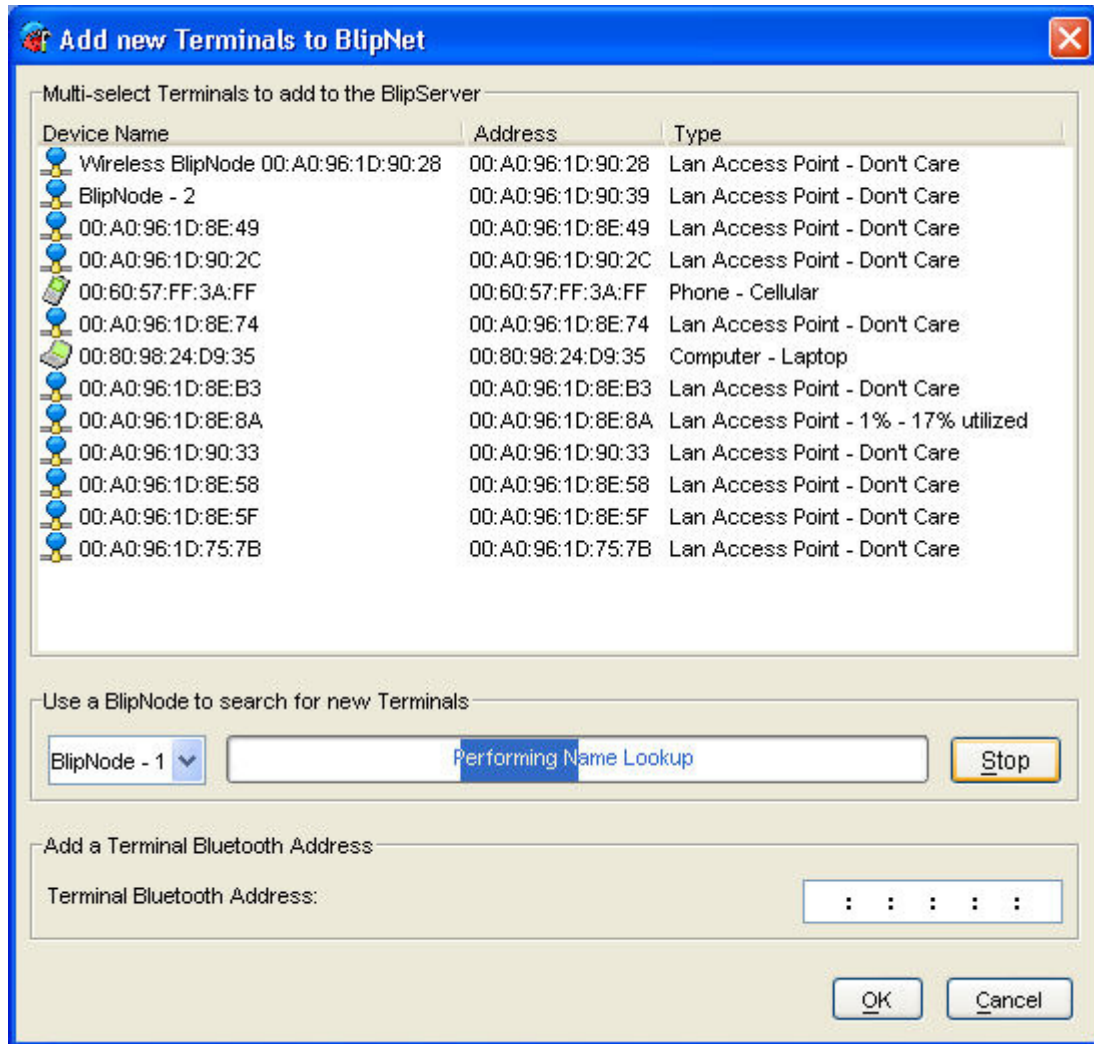 Add new Terminals to BlipNet
Multi-select Terminals to add to the BlipServer
Device Name Address Type
Wireless BlipNode 00:A0:96:1D:90:28 00:A0:96:1D:90:28 Lan Access Point - Don't Care
BlipNode - 2 00:A0:96:1D:90:39 Lan Access Point - Don't Care
00:A0:96:1D:8E:49 00:A0:96:1D:8E:49 Lan Access Point - Don't Care
00:A0:96:1D:90:2C 00:A0:96:1D:90:2C Lan Access Point - Don't Care
00:60:57:FF:3A:FF 00:60:57:FF:3A:FF Phone - Cellular
00:A0:96:1D:8E:74 00:A0:96:1D:8E:74 Lan Access Point - Don't Care
00:80:98:24:D9:35 00:80:98:24:D9:35 Computer - Laptop
00:A0:96:1D:8E:B3 00:A0:96:1D:8E:B3 Lan Access Point - Don't Care
00:A0:96:1D:8E:8A 00:A0:96:1D:8E:8A Lan Access Point - 1% - 17% utilized
00:A0:96:1D:90:33 00:A0:96:1D:90:33 Lan Access Point - Don't Care
00:A0:96:1D:8E:58 00:A0:96:1D:8E:58 Lan Access Point - Don't Care
00:A0:96:1D:8E:5F 00:A0:96:1D:8E:5F Lan Access Point - Don't Care
00:A0:96:1D:75:7B 00:A0:96:1D:75:7B Lan Access Point - Don't Care
Use a BlipNode to search for new Terminals
BlipNode - 1 Performing Name Lookup Stop
Add a Terminal Bluetooth Address
Terminal Bluetooth Address: : : : : :
OK Cancel